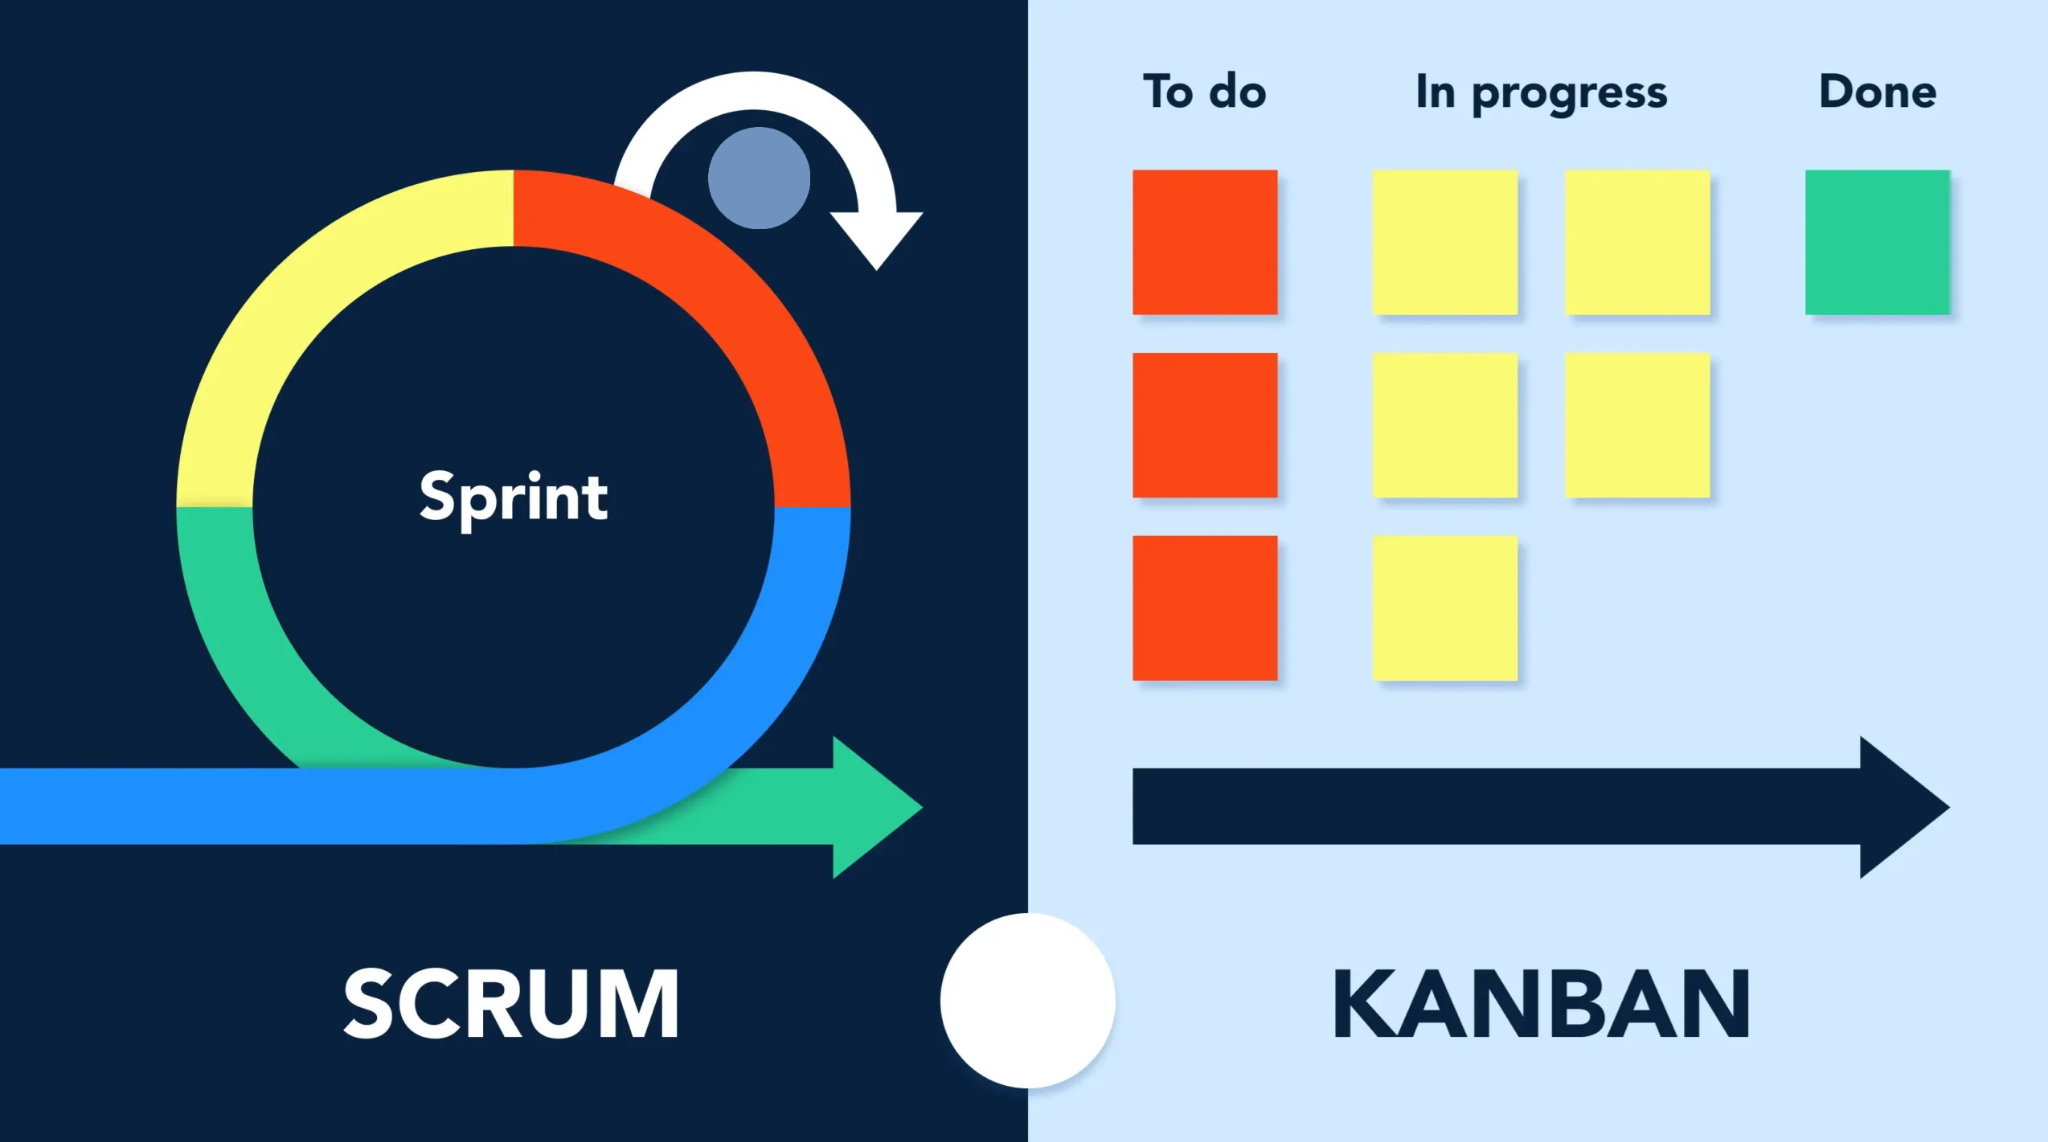 Sprint
SCRUM
To do
In progress
Done
KANBAN